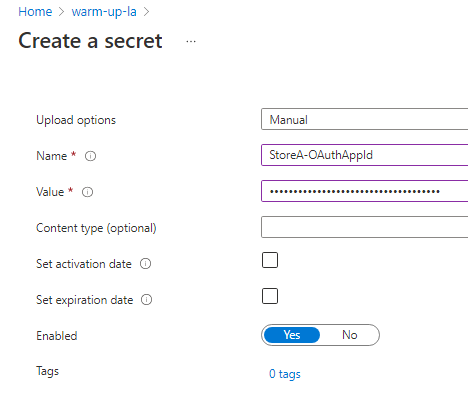 Home > warm-up-la >
Create a secret ...
Upload options Manual
Name * StoreA-OAuthAppId
Value * ••••••••••••••••••••••••••••••••••••
Content type (optional)
Set activation date
Set expiration date
Enabled Yes No
Tags 0 tags